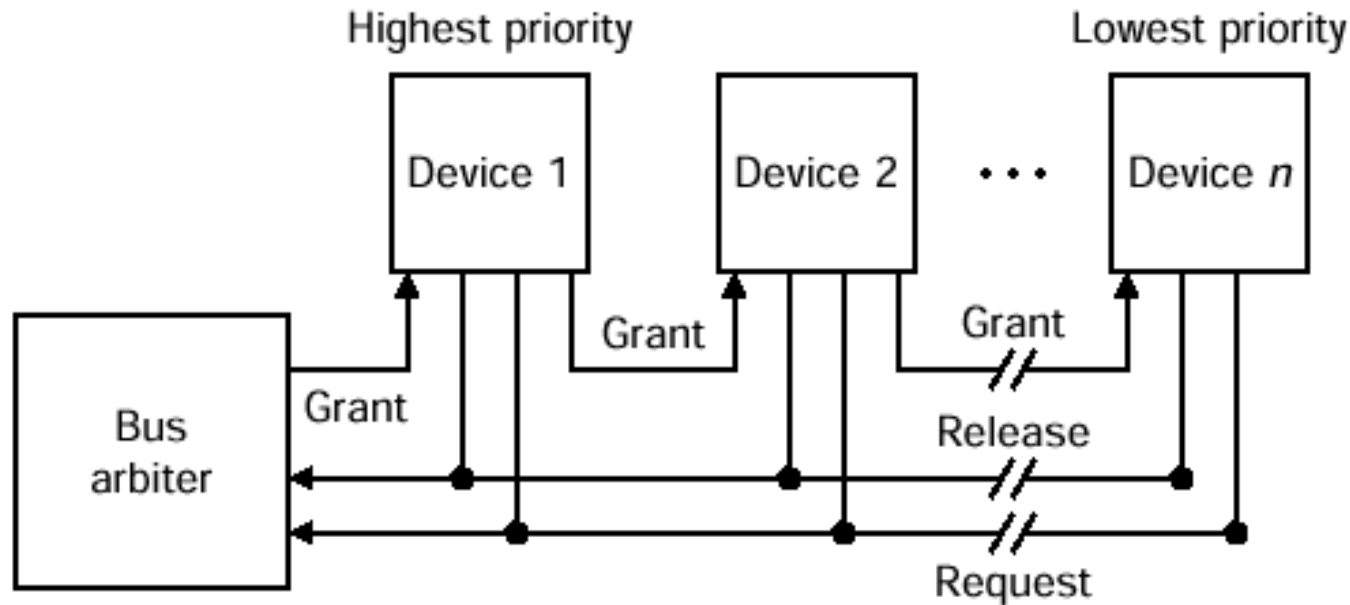 Highest priority
Lowest priority
Device 1
Device 2
...
Device n
Grant
Grant
Grant
Bus
arbiter
Release
Request